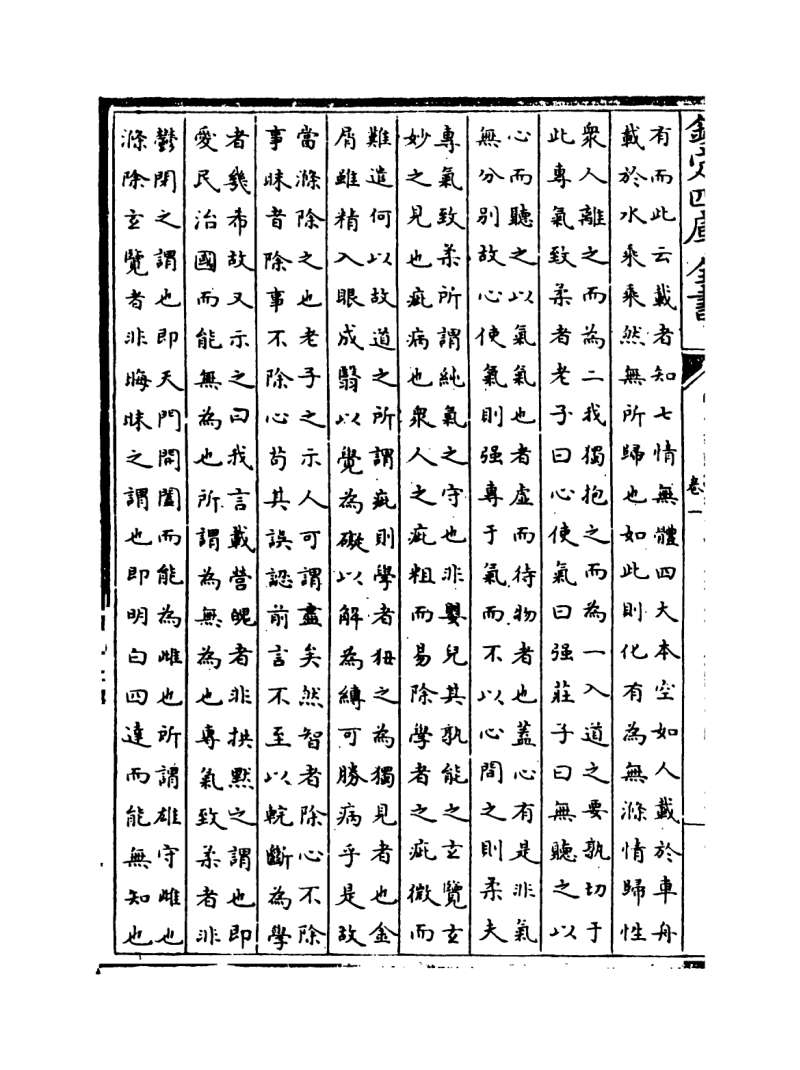 欽定四庫全書
卷一
有而此云載者知七情無體四大本空如人載於車舟
載於水乘乘然無所歸也如此則化有為無滌情歸性
衆人離之而為二我獨抱之而為一入道之要孰切于
此專氣致柔者老子曰心使氣曰强莊子曰無聽之以
心而聽之以氣氣也者虛而待物者也蓋心有是非氣
無分別故心使氣則强專于氣而不以心間之則柔夫
專氣致柔所謂純氣之守也非嬰兒其孰能之玄覽玄
妙之見也疵病也衆人之疵粗而易除學者之疵微而
難遣何以故道之所謂疵則學者狃之為獨見者也金
屑雖精入眼成翳以覺為礙以解為縛可勝病乎是故
當滌除之也老子之示人可謂盡矣然智者除心不除
事昧者除事不除心苟其誤認前言不至以輐斷為學
者幾希故又示之曰我言載營魄者非拱黙之謂也即
愛民治國而能無為也所謂為無為也專氣致柔者非
鬱閉之謂也即天門開闔而能為雌也所謂雄守雌也
滌除玄覽者非晦昧之謂也即明白四達而能無知也